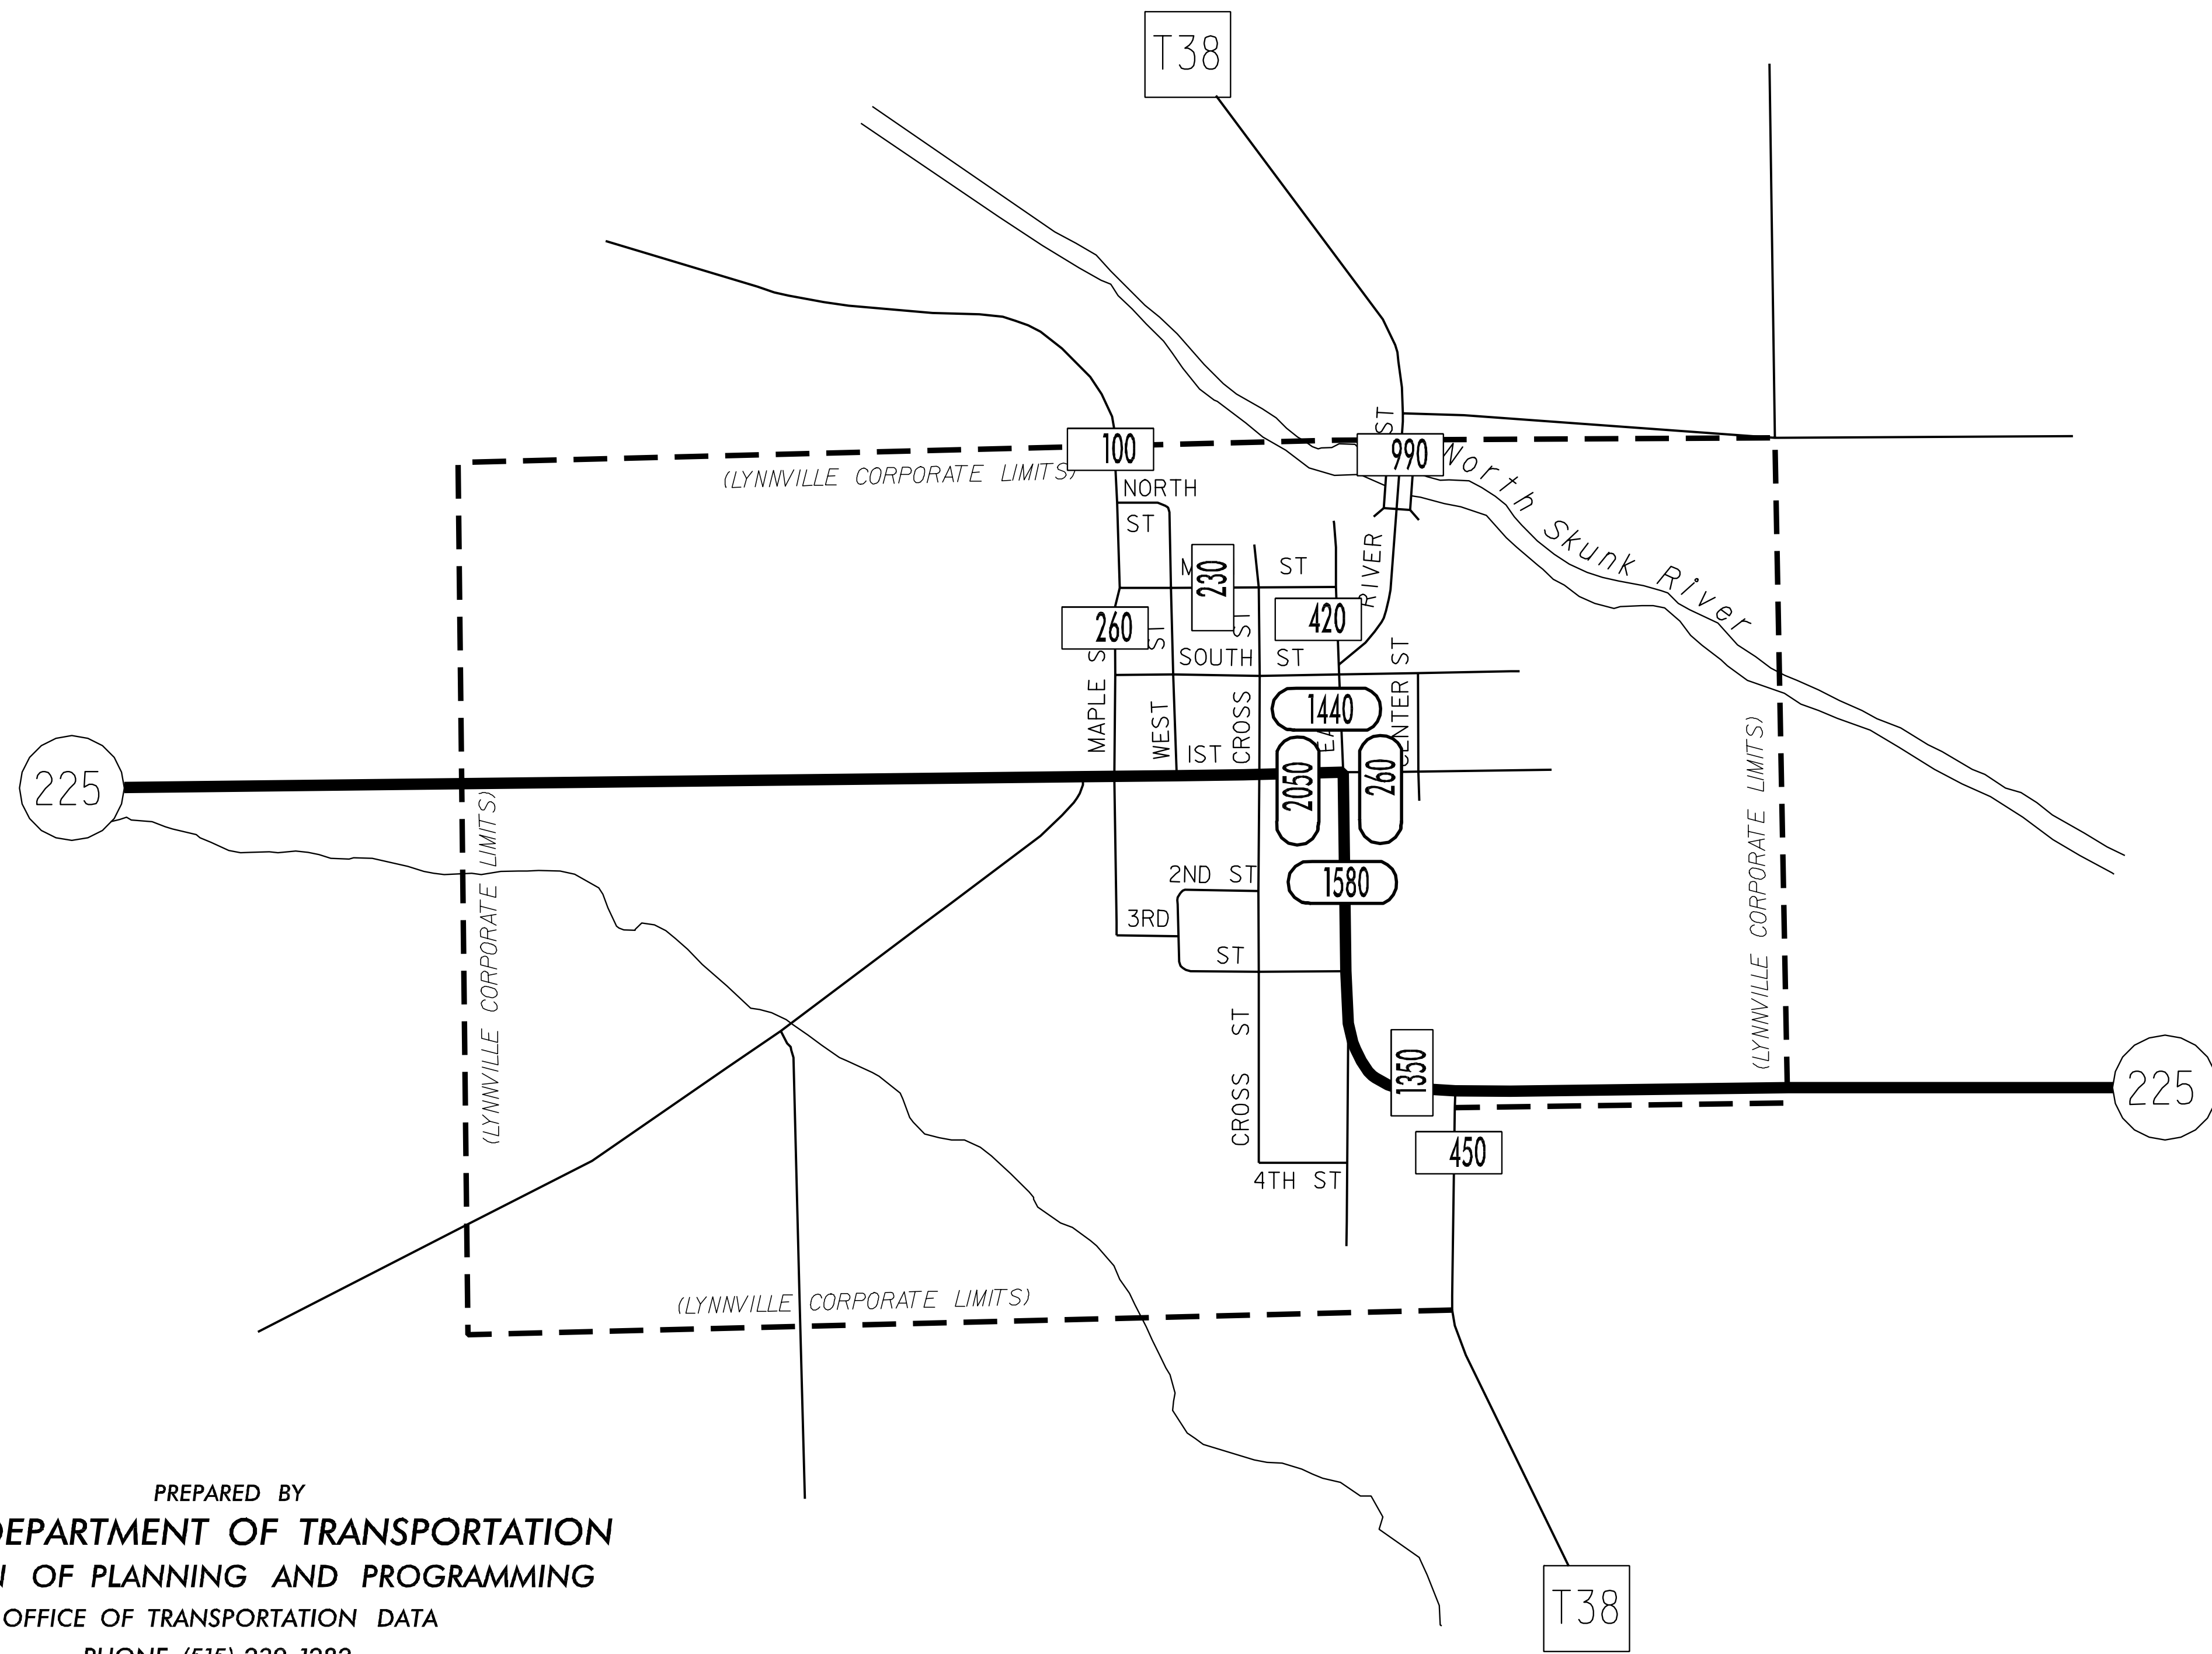 T38
100
990
ST
(LYNNVILLE CORPORATE LIMITS)
NORTH
ST
North Skunk River
230
ST
RIVER
260
ST
ST
420
SOUTH ST
MAPLE
WEST
CROSS
ST
1440
1ST
225
2050
260
(LYNNVILLE CORPORATE LIMITS)
(LYNNVILLE CORPORATE LIMITS)
2ND ST
1580
3RD
ST
CROSS ST
1350
225
450
4TH ST
(LYNNVILLE CORPORATE LIMITS)
T38
PREPARED BY
OF TRANSPORTATION
OF PLANNING AND PROGRAMMING
OFFICE OF TRANSPORTATION DATA